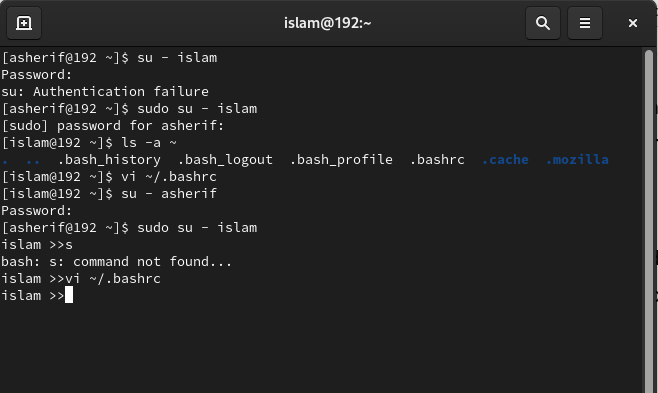 islam@192:~
[asherif@192 ~]$ su - islam
Password:
su: Authentication failure
[asherif@192 ~]$ sudo su - islam
[sudo] password for asherif:
[islam@192 ~]$ ls -a ~
.  ..  .bash_history  .bash_logout  .bash_profile  .bashrc  .cache  .mozilla
[islam@192 ~]$ vi ~/.bashrc
[islam@192 ~]$ su - asherif
Password:
[asherif@192 ~]$ sudo su - islam
islam >>s
bash: s: command not found...
islam >>vi ~/.bashrc
islam >>